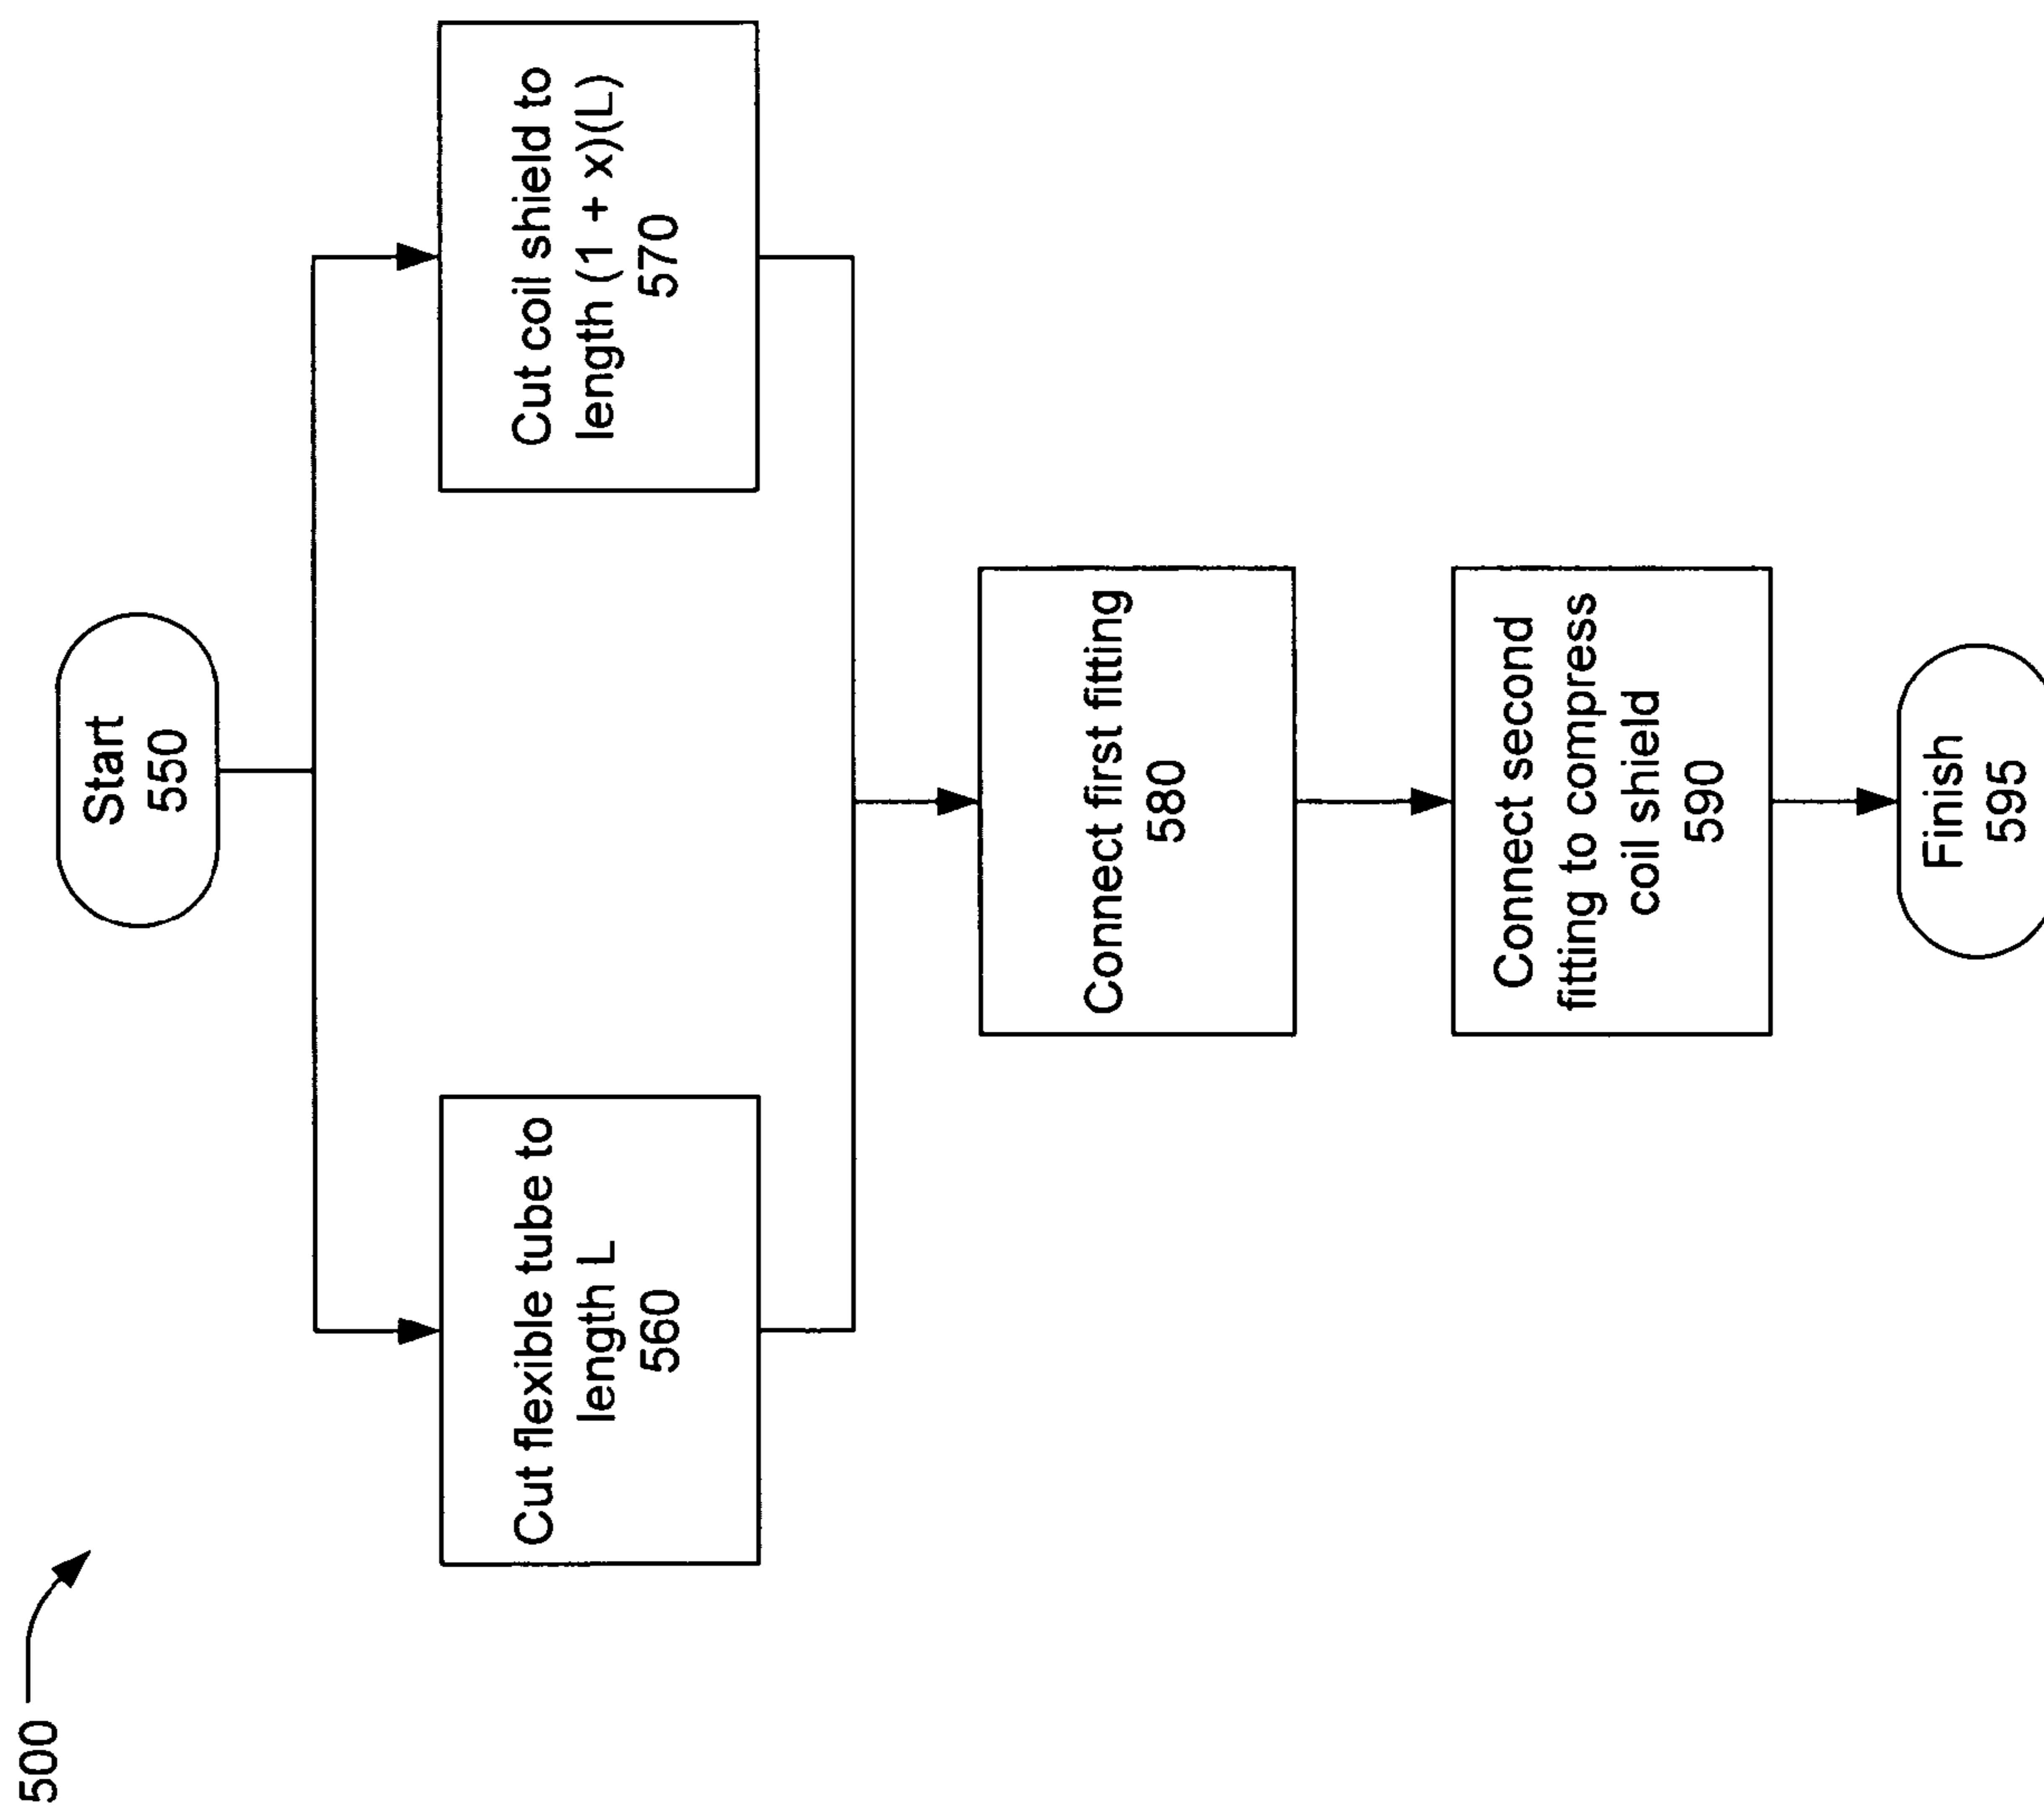 500
Start
550
Cut flexible tube to
length L
560
Cut coil shield to
length (1 + x)(L)
570
Connect first fitting
580
Connect second
fitting to compress
coil shield
590
Finish
595